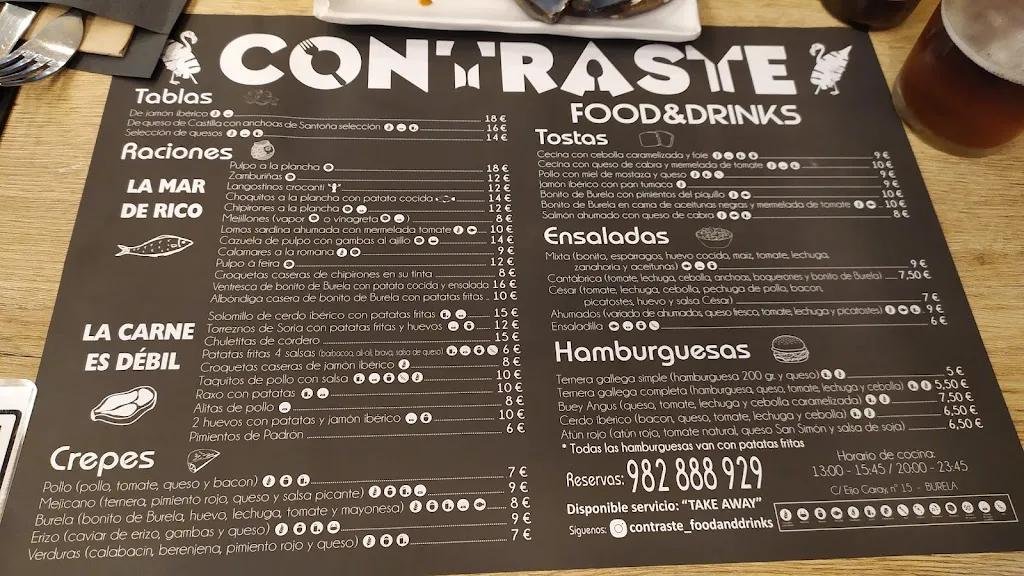 CONTRASTE
FOOD&DRINKS
Tablas
De jamón ibérico 18 €
De queso de Castilla con anchoas de Santoña selección 16 €
Selección de quesos 14 €
Raciones
LA MAR
DE RICO
Pulpo a la plancha 18 €
Zamburiñas 12 €
Langostinos crocanti 12 €
Choquitos a la plancha con patata cocida 14 €
Chipirones a la plancha 12 €
Mejillones (vapor o vinagreta) 8 €
Lomos sardina ahumada con mermelada tomate 10 €
Cazuela de pulpo con gambas al ajillo 14 €
Calamares a la romana 9 €
Pulpo á feira 12 €
Croquetas caseras de chipirones en su tinta 8 €
Ventresca de bonito de Burela con patata cocida y ensalada 16 €
Albóndiga casera de bonito de Burela con patatas fritas 10 €
LA CARNE
ES DÉBIL
Solomillo de cerdo ibérico con patatas fritas 15 €
Torreznos de Soria con patatas fritas y huevos 12 €
Chuletitas de cordero 15 €
Patatas fritas 4 salsas (barbacoa, ali-oli, brava, salsa de queso) 6 €
Croquetas caseras de jamón ibérico 8 €
Taquitos de pollo con salsa 10 €
Raxo con patatas 10 €
Alitas de pollo 8 €
2 huevos con patatas y jamón ibérico 10 €
Pimientos de Padrón 6 €
Crepes
Pollo (pollo, tomate, queso y bacon) 7 €
Mejicano (ternera, pimiento rojo, queso y salsa picante) 9 €
Burela (bonito de Burela, huevo, lechuga, tomate y mayonesa) 8 €
Erizo (caviar de erizo, gambas y queso) 9 €
Verduras (calabacín, berenjena, pimiento rojo y queso) 7 €
Tostas
Cecina con cebolla caramelizada y foie 9 €
Cecina con queso de cabra y mermelada de tomate 10 €
Pollo con miel de mostaza y queso 9 €
Jamón ibérico con pan tumaca 9 €
Bonito de Burela con pimientos del piquillo 10 €
Bonito de Burela en cama de aceitunas negras y mermelada de tomate 10 €
Salmón ahumado con queso de cabra 8 €
Ensaladas
Mixta (bonito, espárragos, huevo cocido, maiz, tomate, lechuga,
zanahoria y aceitunas) 9 €
Cantábrica (tomate, lechuga, cebolla, anchoas, boquerones y bonito de Burela) 7,50 €
César (tomate, lechuga, cebolla, pechuga de pollo, bacon,
picatostes, huevo y salsa César) 7 €
Ahumados (variado de ahumados, queso fresco, tomate, lechuga y picatostes) 9 €
Ensaladilla 6 €
Hamburguesas
Ternera gallega simple (hamburguesa 200 gr. y queso) 5 €
Ternera gallega completa (hamburguesa, queso, tomate, lechuga y cebolla) 5,50 €
Buey Angus (queso, tomate, lechuga y cebolla caramelizada) 7,50 €
Cerdo ibérico (bacon, queso, tomate, lechuga y cebolla) 6,50 €
Atún rojo (atún rojo, tomate natural, queso San Simón y salsa de soja) 6,50 €
* Todas las hamburguesas van con patatas fritas
Reservas: 982 888 929
Disponible servicio: “TAKE AWAY”
Síguenos: contraste_foodanddrinks
Horario de cocina:
13:00 - 15:45 / 20:00 - 23:45
C/ Eijo Garay, nº 15 - BURELA